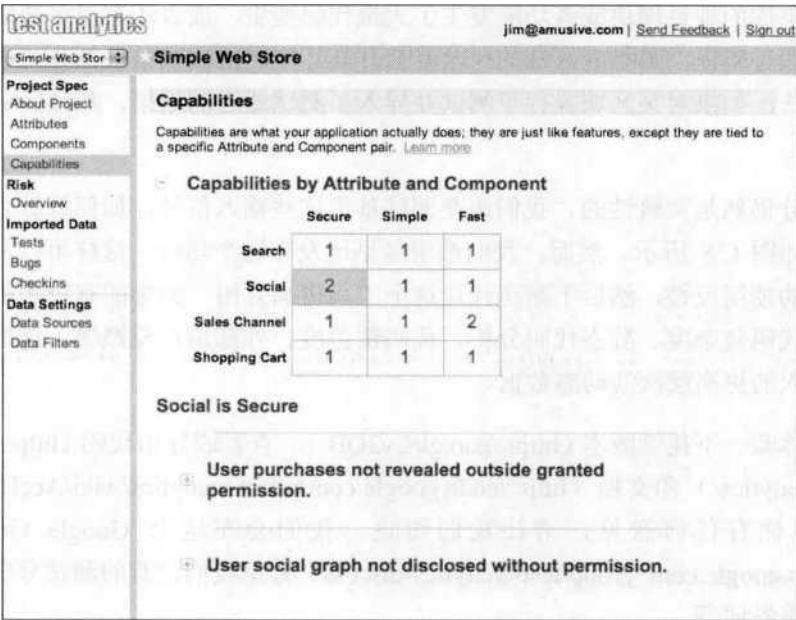 testanalytics
jim@amusive.com | Send Feedback | Sign out
Simple Web Stor
Simple Web Store
Project Spec
About Project
Attributes
Components
Capabilities
Risk
Overview
Imported Data
Tests
Bugs
Checkins
Data Settings
Data Sources
Data Filters
Capabilities
Capabilities are what your application actually does; they are just like features, except they are tied to
a specific Attribute and Component pair. Learn more
Capabilities by Attribute and Component
Secure Simple Fast
Search 1 1 1
Social 2 1 1
Sales Channel 1 1 2
Shopping Cart 1 1 1
Social is Secure
User purchases not revealed outside granted
permission.
User social graph not disclosed without permission.